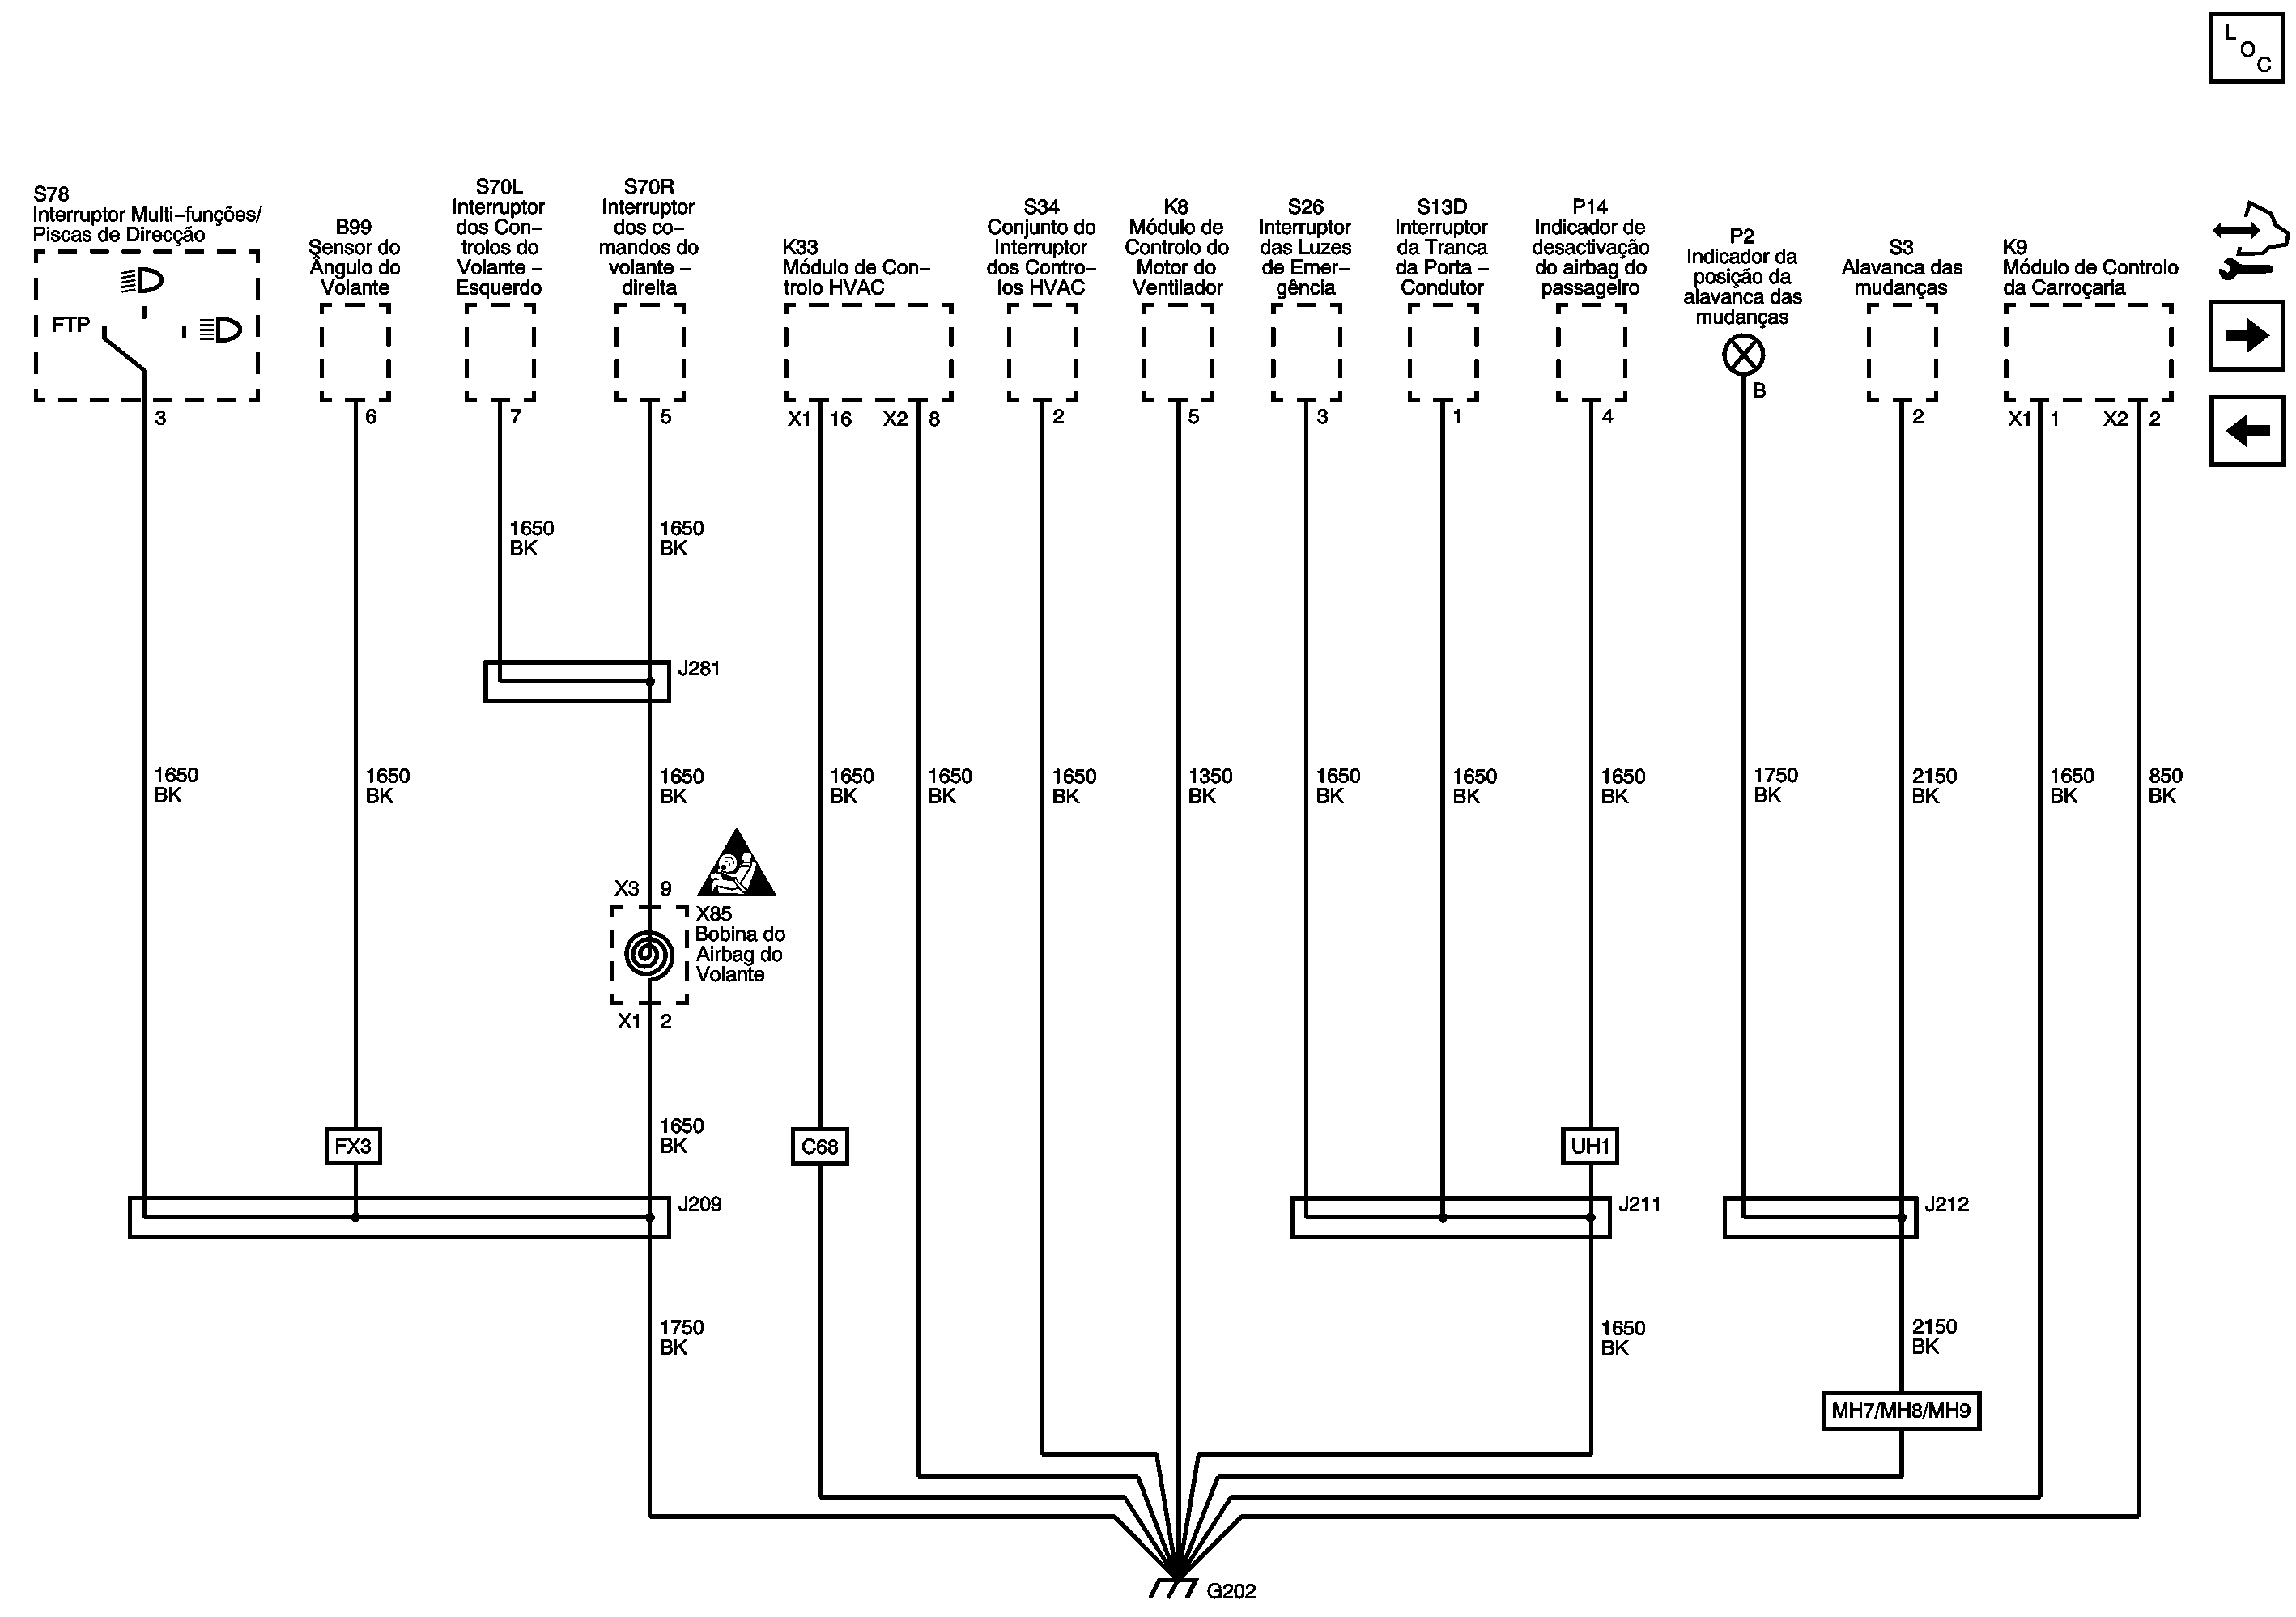 L
O
C
S78
Interruptor Multi–funções/
Piscas de Direcção
FTP
3
B99
Sensor do
Ângulo do
Volante
6
S70L
Interruptor
dos Con–
trolos do
Volante –
Esquerdo
7
S70R
Interruptor
dos co–
mandos do
volante –
direita
5
K33
Módulo de Con–
trolo HVAC
X1 16
X2 8
S34
Conjunto do
Interruptor
dos Contro–
los HVAC
2
K8
Módulo de
Controlo do
Motor do
Ventilador
5
S26
Interruptor
das Luzes
de Emer–
gência
3
S13D
Interruptor
da Tranca
da Porta –
Condutor
1
P14
Indicador de
desactivação
do airbag do
passageiro
4
P2
Indicador da
posição da
alavanca das
mudanças
B
S3
Alavanca das
mudanças
2
K9
Módulo de Controlo
da Carroçaria
X1 1
X2 2
1650
BK
1650
BK
J281
1650
BK
1650
BK
1650
BK
1650
BK
1650
BK
1650
BK
1350
BK
1650
BK
1650
BK
1650
BK
1750
BK
2150
BK
1650
BK
850
BK
X3 9
X85
Bobina do
Airbag do
Volante
X1 2
FX3
1650
BK
C68
UH1
J209
J211
J212
1750
BK
1650
BK
2150
BK
MH7/MH8/MH9
G202